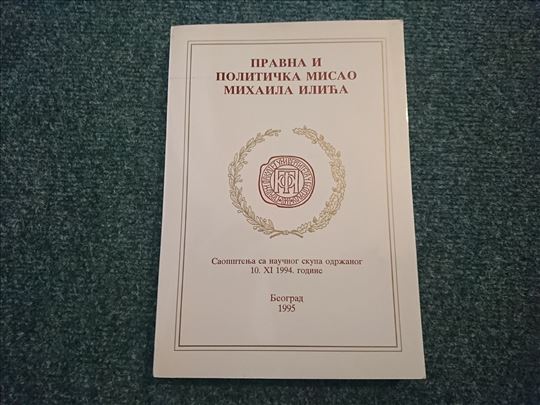 ПРАВНА И
ПОЛИТИЧКА МИСАО
МИХАИЛА ИЛИЋА
Саопштења са научног скупа одржаног
10. XI 1994. године
Београд
1995